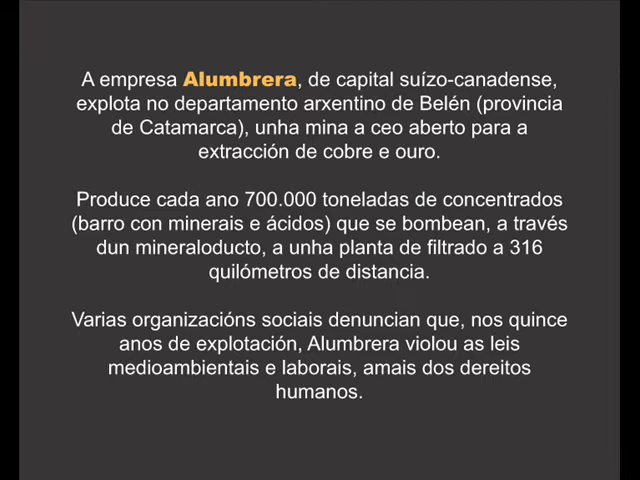 A empresa Alumbrera, de capital suízo-canadense,
explota no departamento arxentino de Belén (provincia
de Catamarca), unha mina a ceo aberto para a
extracción de cobre e ouro.
Produce cada ano 700.000 toneladas de concentrados
(barro con minerais e ácidos) que se bombean, a través
dun mineraloducto, a unha planta de filtrado a 316
quilómetros de distancia.
Varias organizacións sociais denuncian que, nos quince
anos de explotación, Alumbrera violou as leis
medioambientais e laborais, amais dos dereitos
humanos.